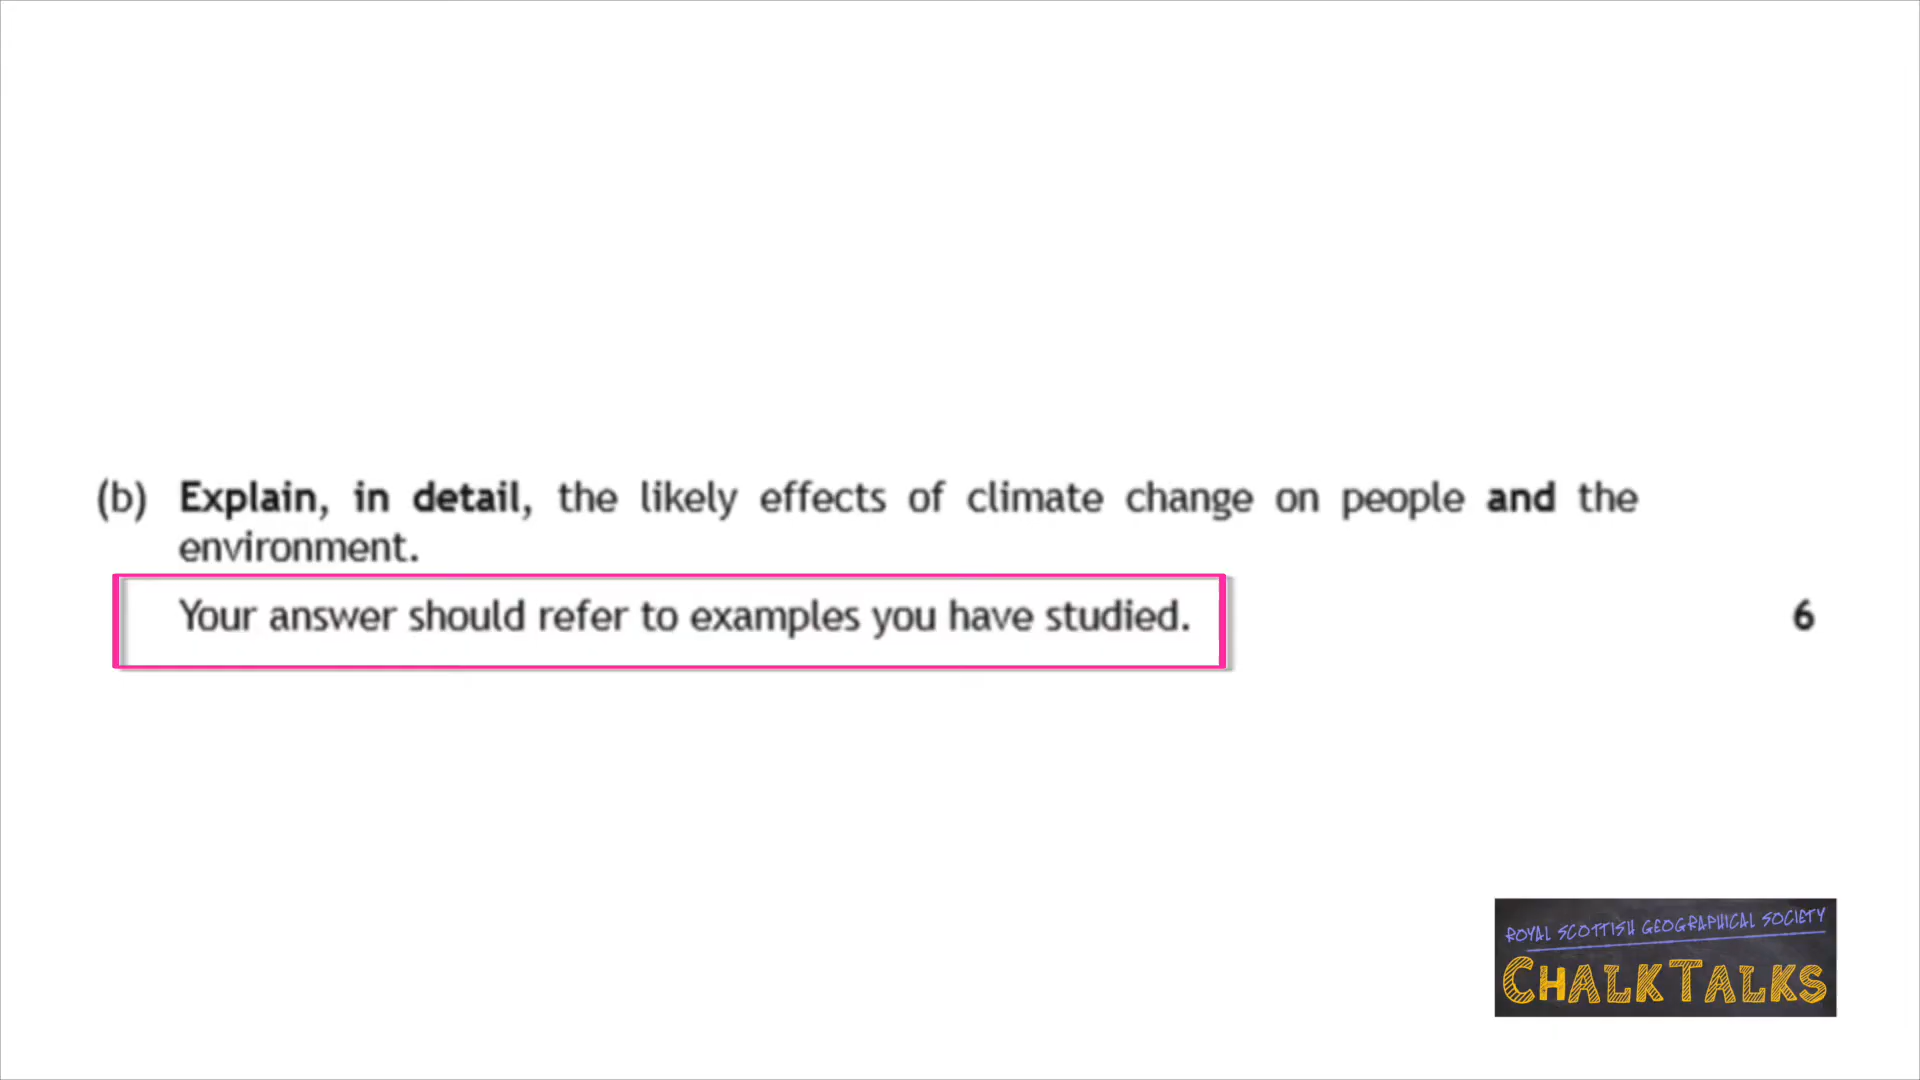 (b) Explain, in detail, the likely effects of climate change on people and the
environment.
Your answer should refer to examples you have studied. 6
ROYAL SCOTTISH GEOGRAPHICAL SOCIETY
CHALKTALKS